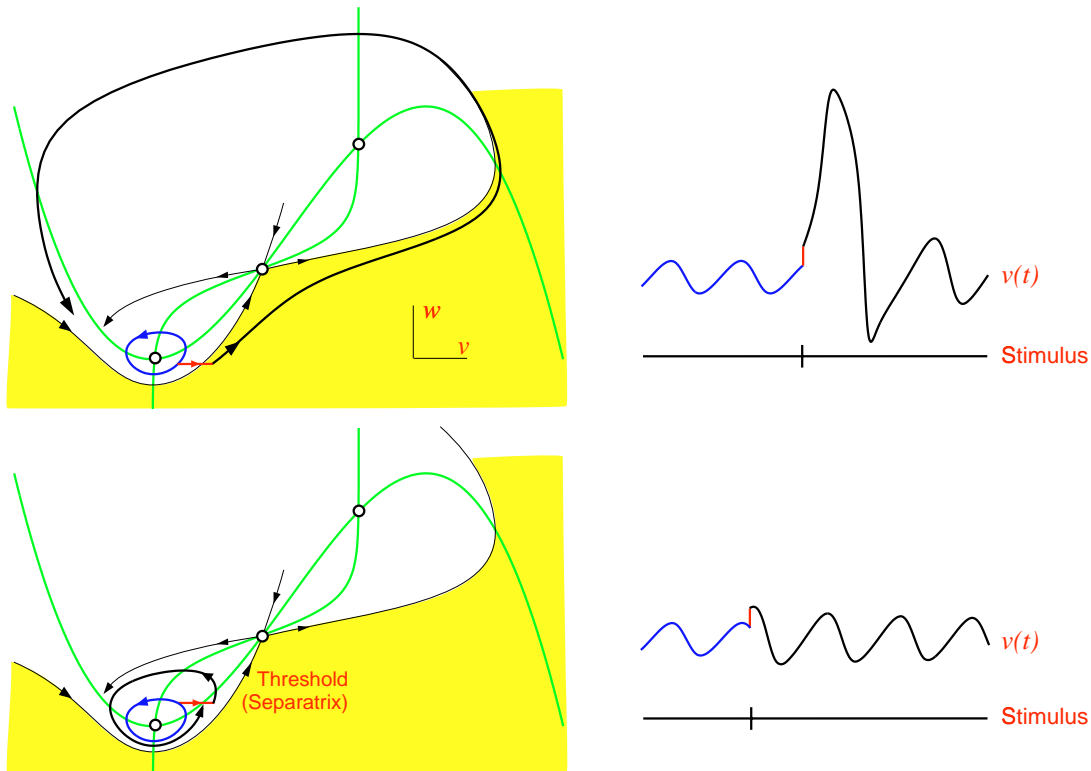 w
v
v(t)
Stimulus
Threshold
(Separatrix)
v(t)
Stimulus